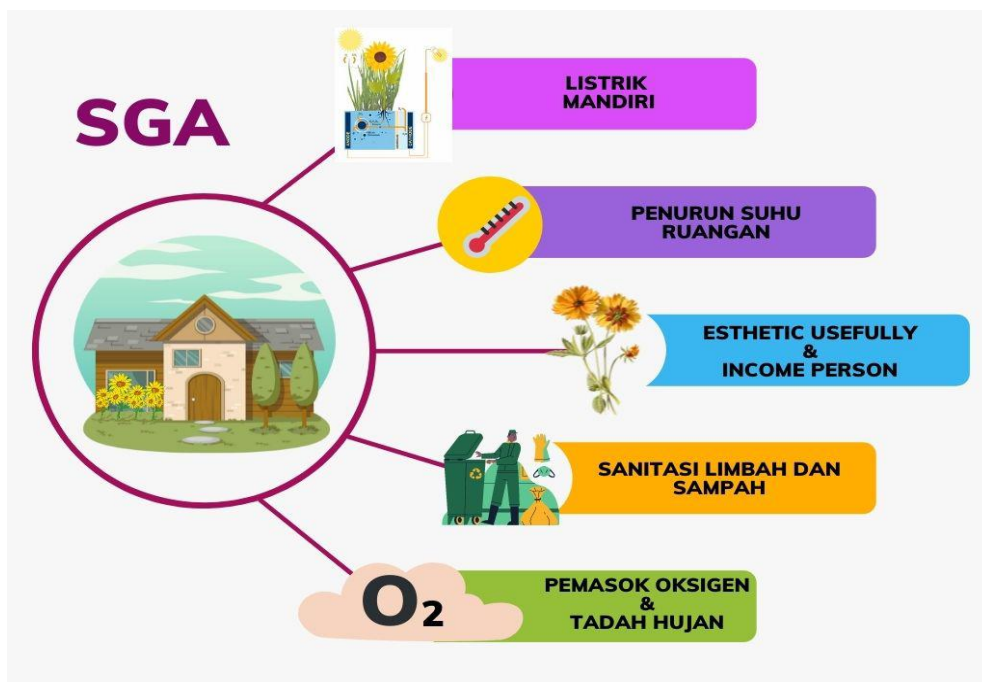 SGA
LISTRIK
MANDIRI
PENURUN SUHU
RUANGAN
ESTHETIC USEFULLY
&
INCOME PERSON
SANITASI LIMBAH DAN
SAMPAH
O2
PEMASOK OKSIGEN
&
TADAH HUJAN